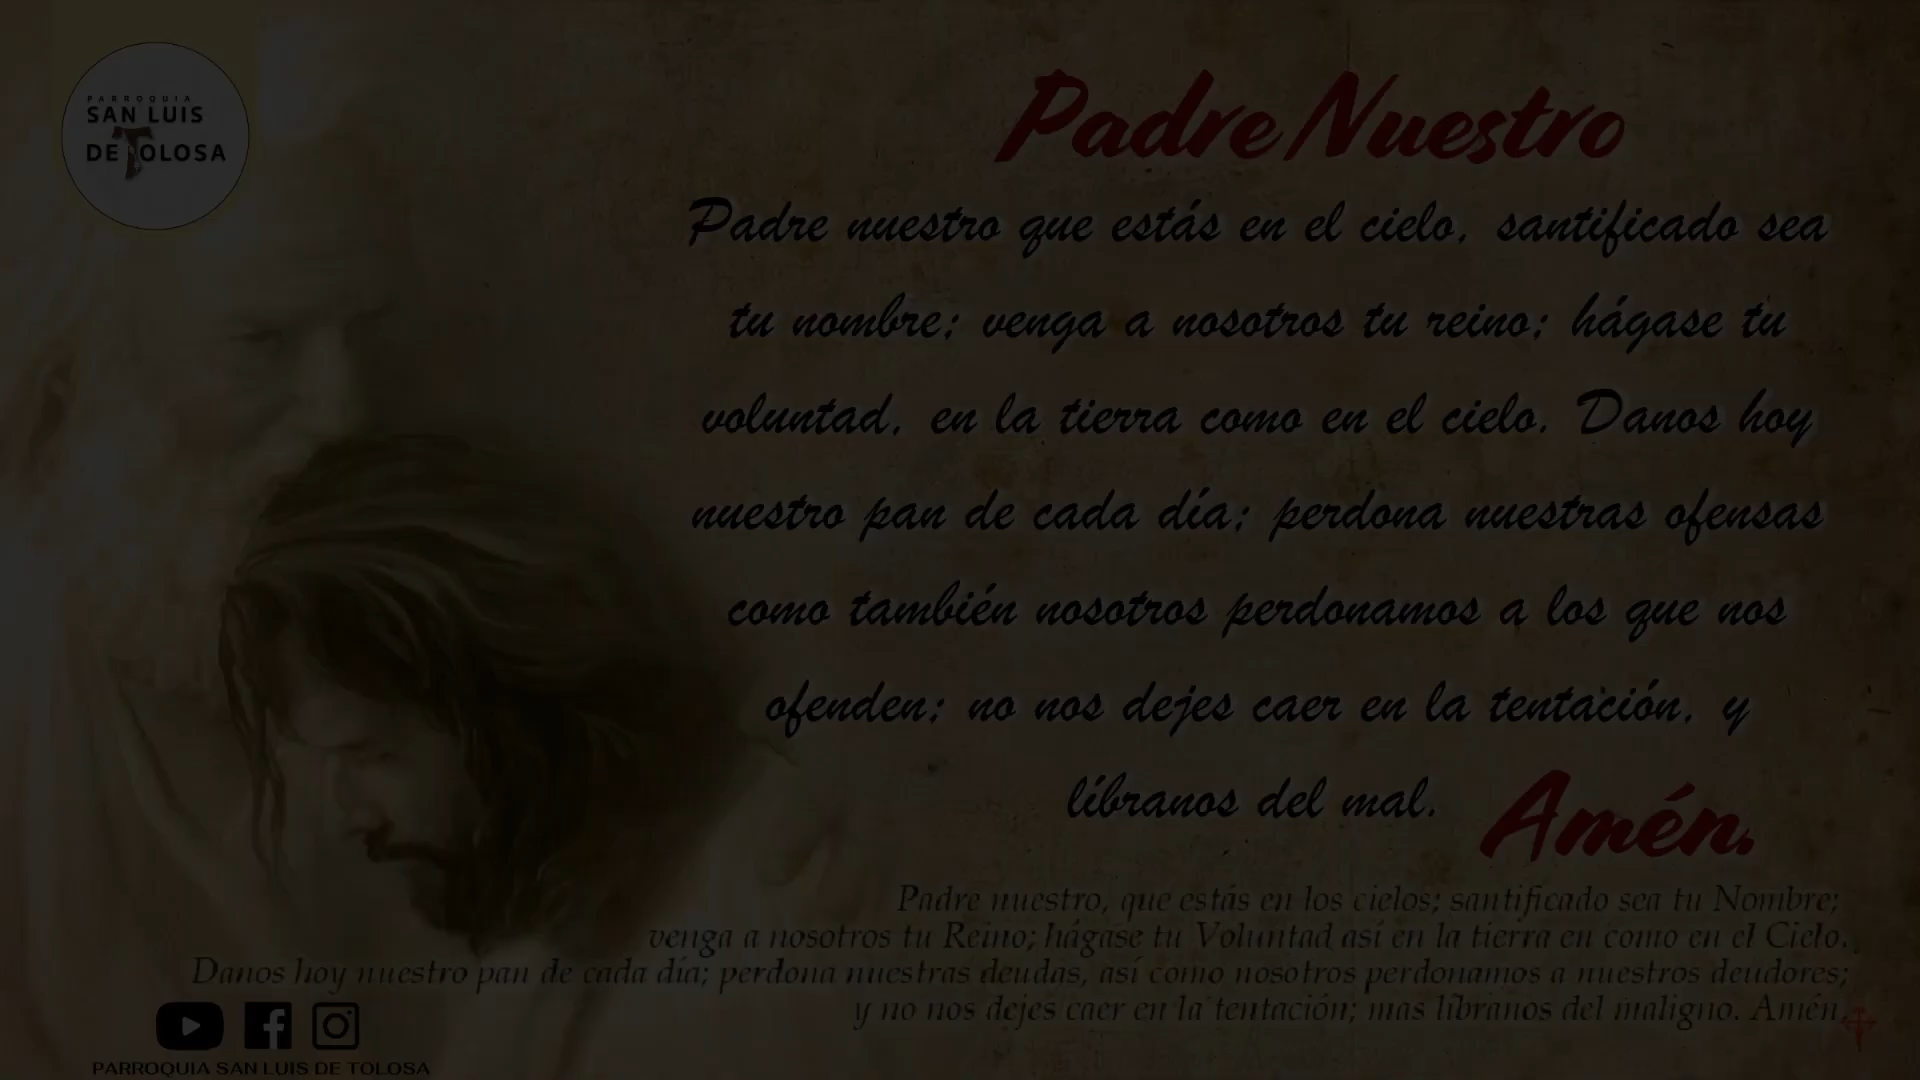 PARROQUIA
SAN LUIS
DE TOLOSA
Padre Nuestro
Padre nuestro que estás en el cielo, santificado sea
tu nombre; venga a nosotros tu reino; hágase tu
voluntad, en la tierra como en el cielo. Danos hoy
nuestro pan de cada día; perdona nuestras ofensas
como también nosotros perdonamos a los que nos
ofenden; no nos dejes caer en la tentación, y
líbranos del mal. Amén.
Padre nuestro, que estás en los cielos; santificado sea tu Nombre;
venga a nosotros tu Reino; hágase tu Voluntad así en la tierra en como en el Cielo.
Danos hoy nuestro pan de cada día; perdona nuestras deudas, así como nosotros perdonamos a nuestros deudores;
y no nos dejes caer en la tentación; mas líbranos del maligno. Amén.
PARROQUIA SAN LUIS DE TOLOSA